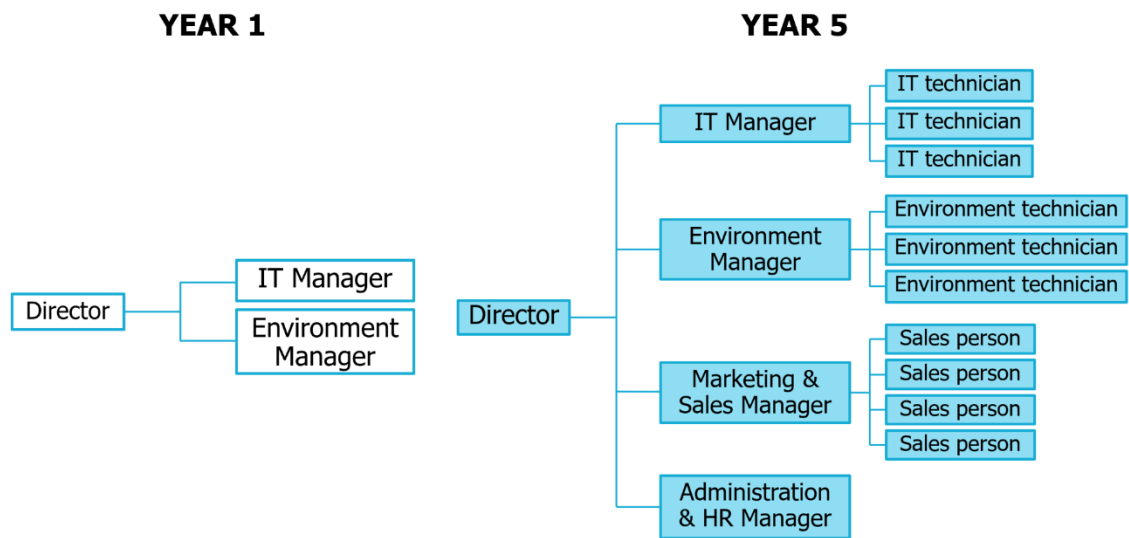 YEAR 1
Director
IT Manager
Environment
Manager
YEAR 5
Director
IT Manager
IT technician
IT technician
IT technician
Environment
Manager
Environment technician
Environment technician
Environment technician
Marketing &
Sales Manager
Sales person
Sales person
Sales person
Sales person
Administration
& HR Manager